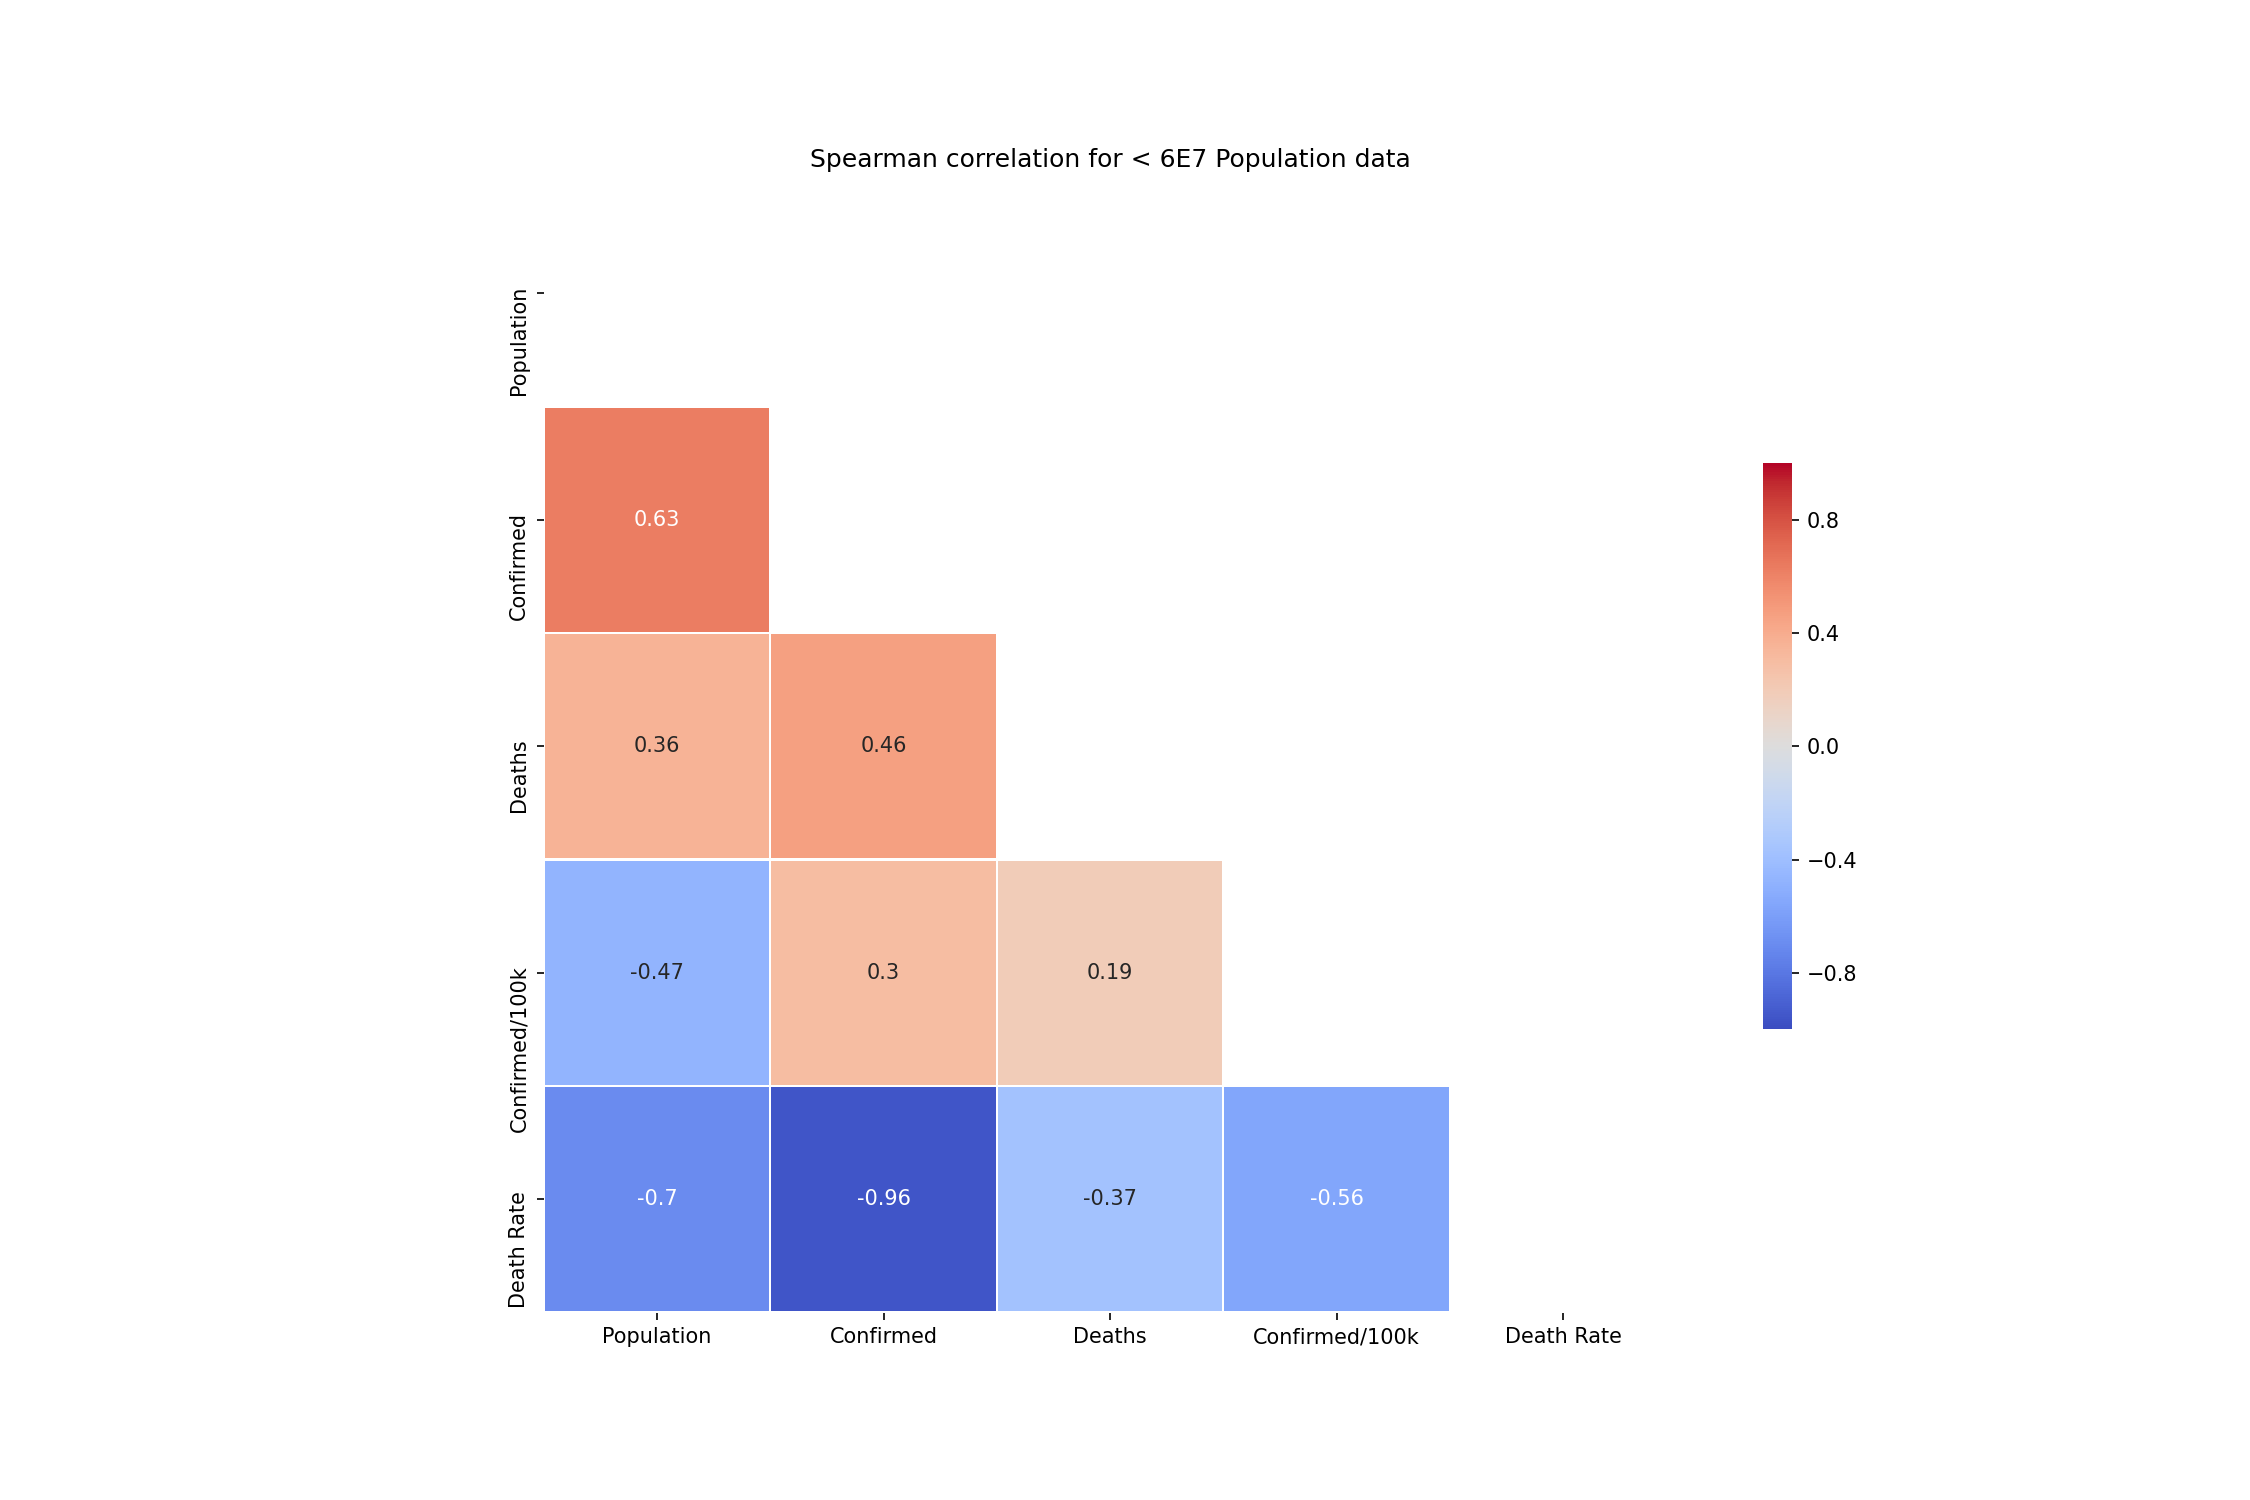 Spearman correlation for < 6E7 Population data
Population
Confirmed
0.63
Deaths
0.36 0.46
Confirmed/100k
-0.47 0.3 0.19
Death Rate
-0.7 -0.96 -0.37 -0.56
Population Confirmed Deaths Confirmed/100k Death Rate
0.8
0.4
0.0
−0.4
−0.8